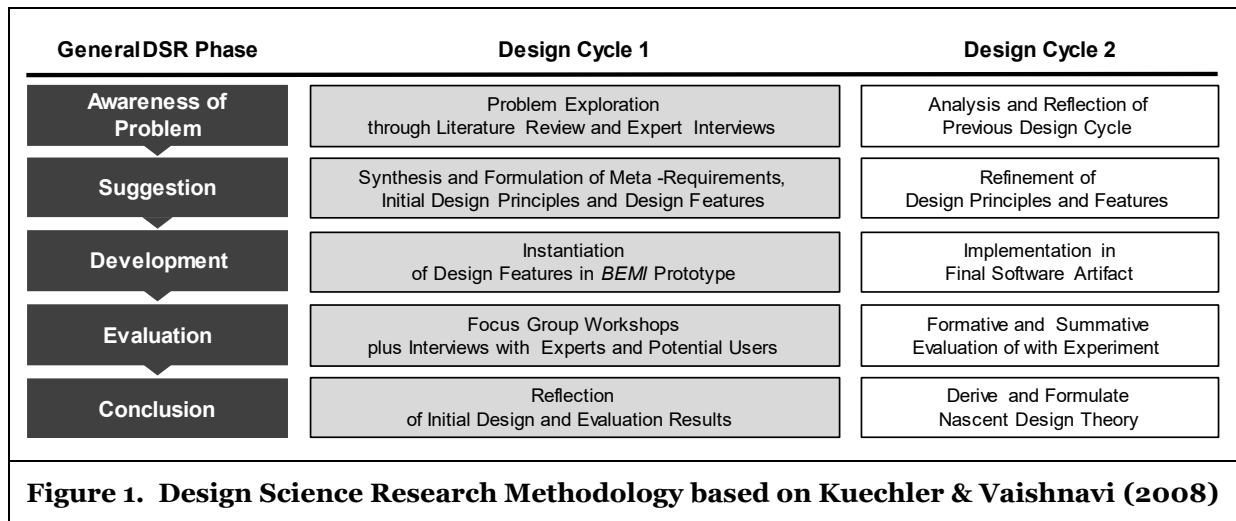 GeneralDSR Phase
Design Cycle 1
Design Cycle 2
Awareness of
Problem
Problem Exploration
through Literature Review and Expert Interviews
Analysis and Reflection of
Previous Design Cycle
Suggestion
Synthesis and Formulation of Meta -Requirements,
Initial Design Principles and Design Features
Refinement of
Design Principles and Features
Development
Instantiation
of Design Features in BEMI Prototype
Implementation in
Final Software Artifact
Evaluation
Focus Group Workshops
plus Interviews with Experts and Potential Users
Formative and Summative
Evaluation of with Experiment
Conclusion
Reflection
of Initial Design and Evaluation Results
Derive and Formulate
Nascent Design Theory
Figure 1. Design Science Research Methodology based on Kuechler & Vaishnavi (2008)